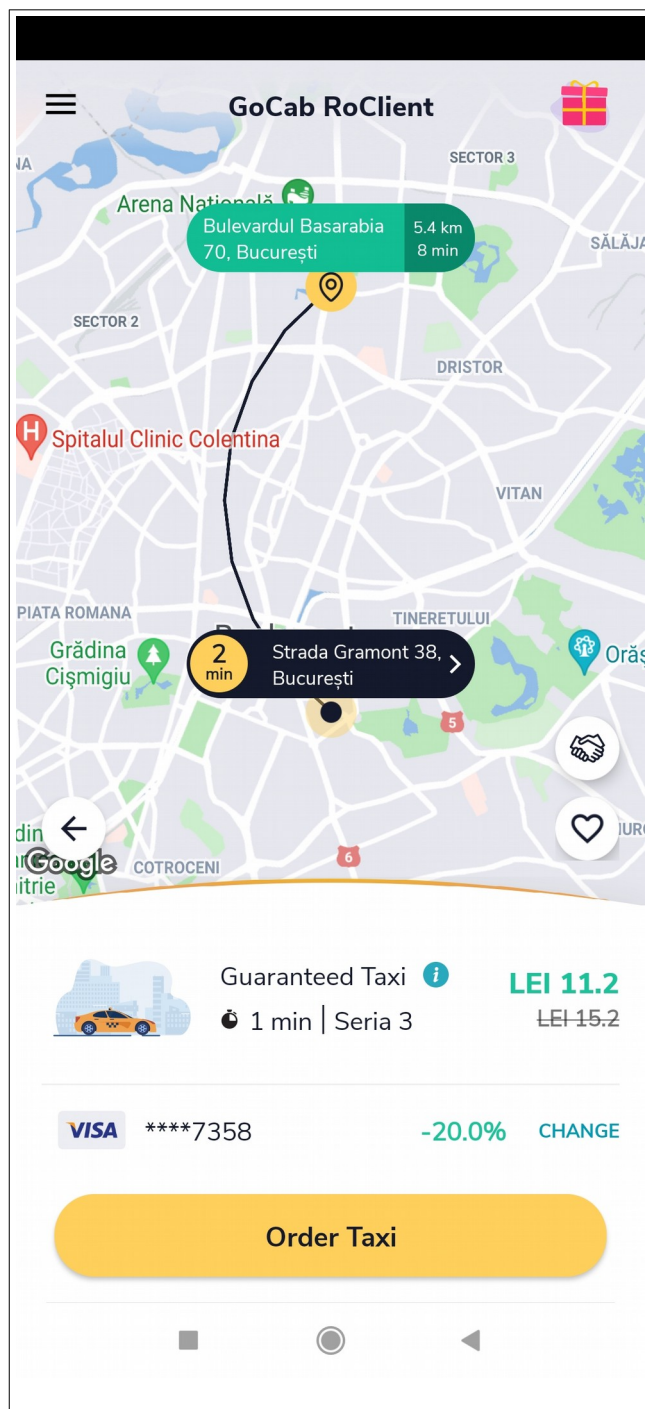 GoCab RoClient
SECTOR 3
Arena Națională
Bulevardul Basarabia
70, București
5.4 km
8 min
SECTOR 2
DRISTOR
H
Spitalul Clinic Colentina
VITAN
PIATA ROMANA
TINERETULUI
Grădina
Cişmigiu
2
min
Strada Gramont 38,
București
5
6
Google
COTROCENI
Guaranteed Taxi i
LEI 11.2
1 min | Seria 3
LEI 15.2
VISA
****7358
-20.0%
CHANGE
Order Taxi